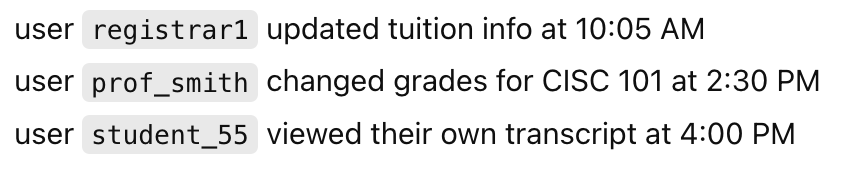 user registrar1 updated tuition info at 10:05 AM
user prof_smith changed grades for CISC 101 at 2:30 PM
user student_55 viewed their own transcript at 4:00 PM